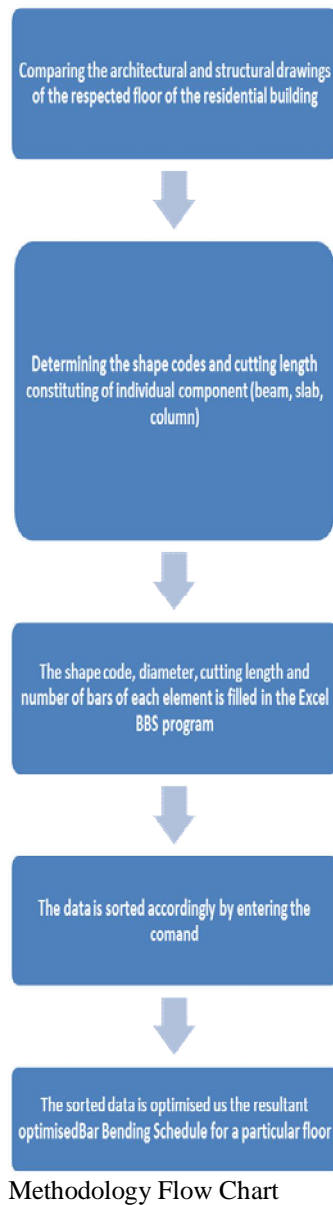 Comparing the architectural and structural drawings
of the respected floor of the residential building
Determining the shape codes and cutting length
constituting of individual component (beam, slab,
column)
The shape code, diameter, cutting length and
number of bars of each element is filled in the Excel
BBS program
The data is sorted accordingly by entering the
comand
The sorted data is optimised us the resultant
optimisedBar Bending Schedule for a particular floor
Methodology Flow Chart